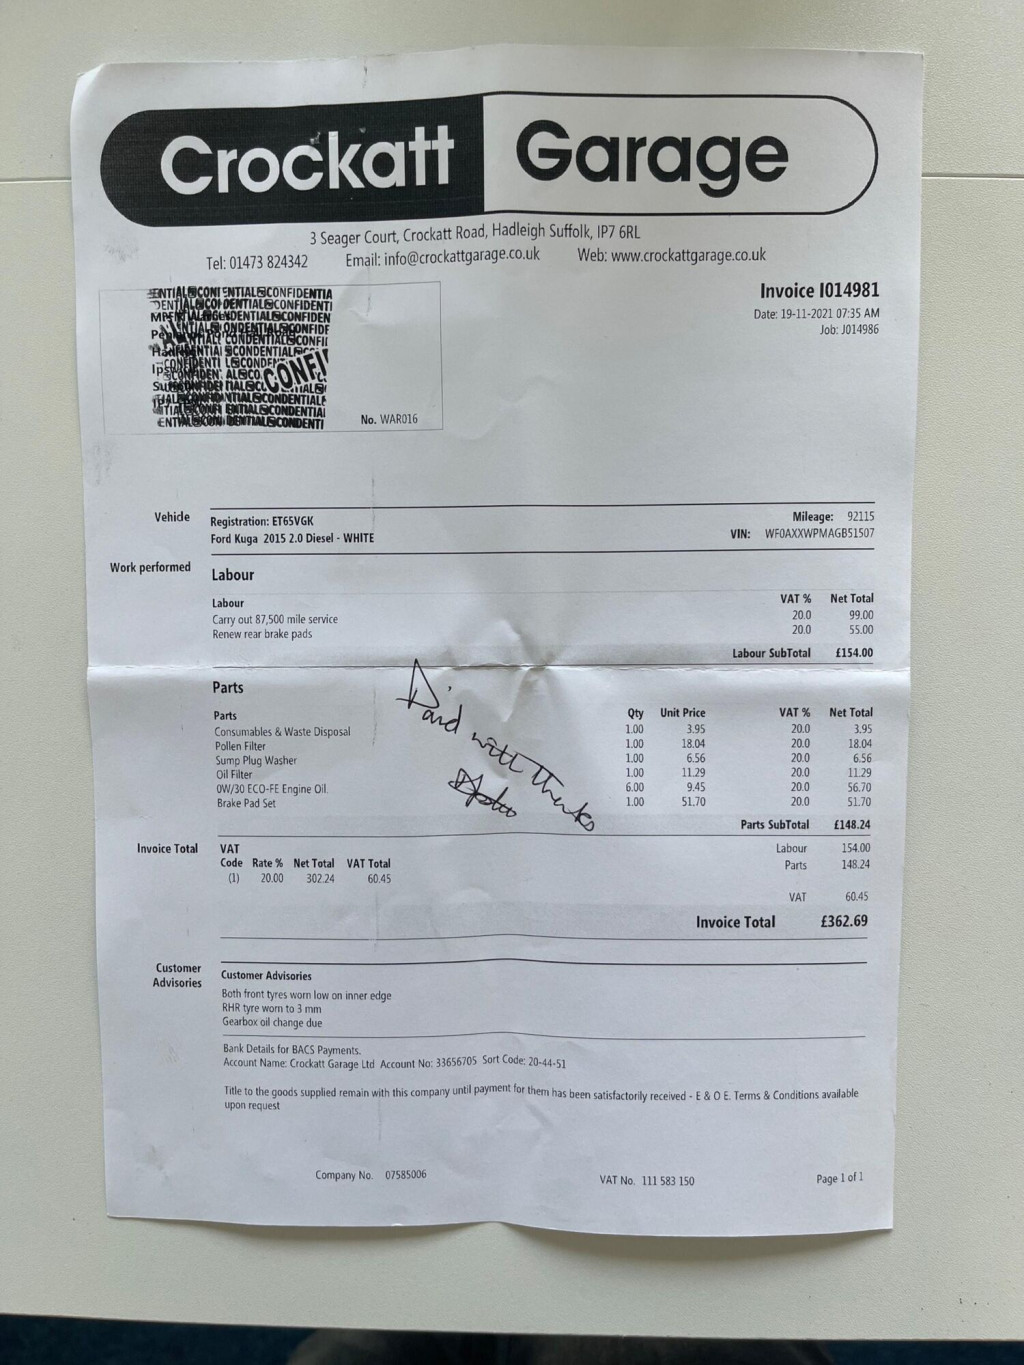 Crockatt Garage
3 Seager Court, Crockatt Road, Hadleigh Suffolk, IP7 6RL
Tel: 01473 824342 Email: info@crockattgarage.co.uk Web: www.crockattgarage.co.uk
Invoice I014981
Date: 19-11-2021 07:35 AM
Job: J014986
CONFI
No. WAR016
Vehicle
Registration: ET65VGK
Mileage: 92115
Ford Kuga 2015 2.0 Diesel - WHITE
VIN: WF0AXXWPMAGB51507
Work performed
Labour
Labour VAT % Net Total
Carry out 87,500 mile service 20.0 99.00
Renew rear brake pads 20.0 55.00
Labour SubTotal £154.00
Parts
Parts Qty Unit Price VAT % Net Total
Consumables & Waste Disposal 1.00 3.95 20.0 3.95
Pollen Filter 1.00 18.04 20.0 18.04
Sump Plug Washer 1.00 6.56 20.0 6.56
Oil Filter 1.00 11.29 20.0 11.29
0W/30 ECO-FE Engine Oil. 6.00 9.45 20.0 56.70
Brake Pad Set 1.00 51.70 20.0 51.70
Paid with thanks
Parts SubTotal £148.24
Invoice Total
VAT
Code Rate % Net Total VAT Total
(1) 20.00 302.24 60.45
Labour 154.00
Parts 148.24
VAT 60.45
Invoice Total £362.69
Customer Advisories
Customer Advisories
Both front tyres worn low on inner edge
RHR tyre worn to 3 mm
Gearbox oil change due
Bank Details for BACS Payments.
Account Name: Crockatt Garage Ltd Account No: 33656705 Sort Code: 20-44-51
Title to the goods supplied remain with this company until payment for them has been satisfactorily received - E & O E. Terms & Conditions available
upon request
Company No. 07585006 VAT No. 111 583 150 Page 1 of 1